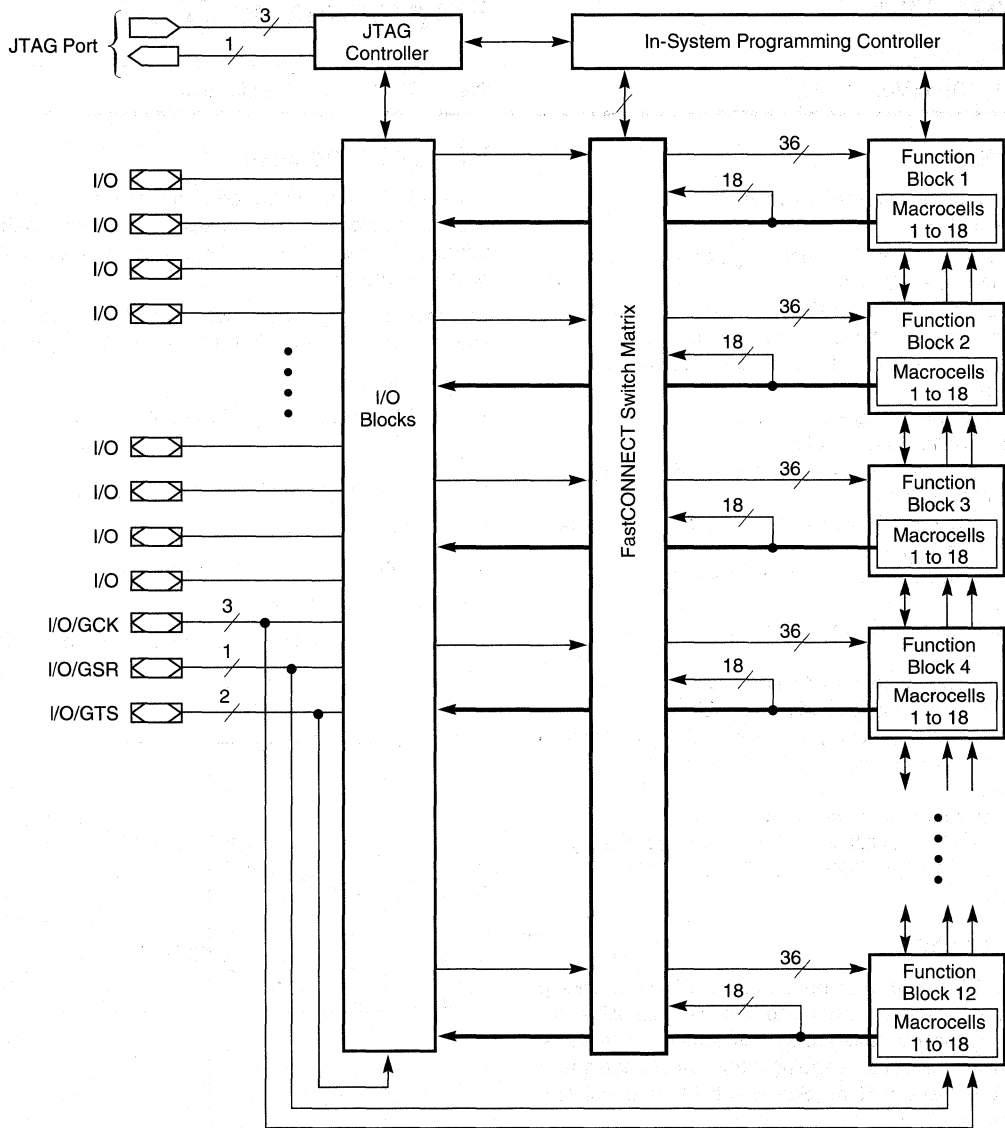 JTAG Port
3
1
JTAG
Controller
In-System Programming Controller
I/O
I/O
I/O
I/O
I/O
I/O
I/O
I/O
I/O/GCK
3
I/O/GSR
1
I/O/GTS
2
I/O
Blocks
FastCONNECT Switch Matrix
36
18
Function
Block 1
Macrocells
1 to 18
36
18
Function
Block 2
Macrocells
1 to 18
36
18
Function
Block 3
Macrocells
1 to 18
36
18
Function
Block 4
Macrocells
1 to 18
36
18
Function
Block 12
Macrocells
1 to 18